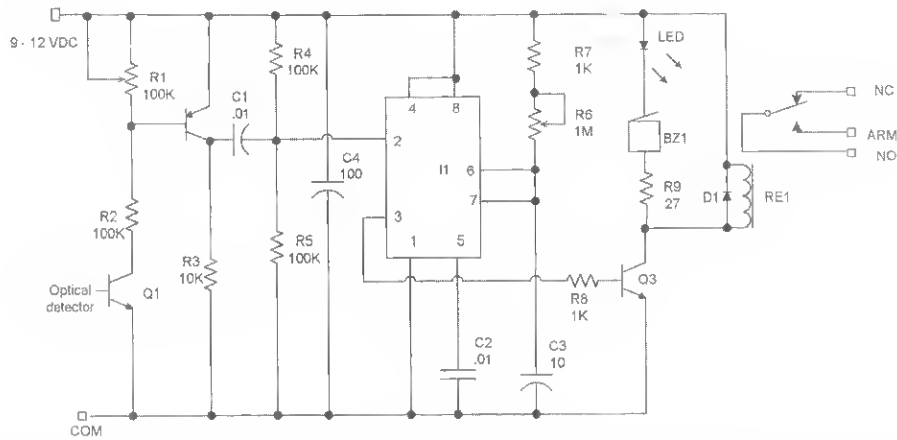 9 - 12 VDC
R1
100K
C1
.01
R4
100K
C4
100
4
8
2
I1
6
7
3
1
5
R7
1K
R6
1M
LED
BZ1
R9
27
D1
RE1
NC
ARM
NO
R2
100K
R3
10K
R5
100K
Optical
detector
Q1
C2
.01
C3
10
R8
1K
Q3
COM